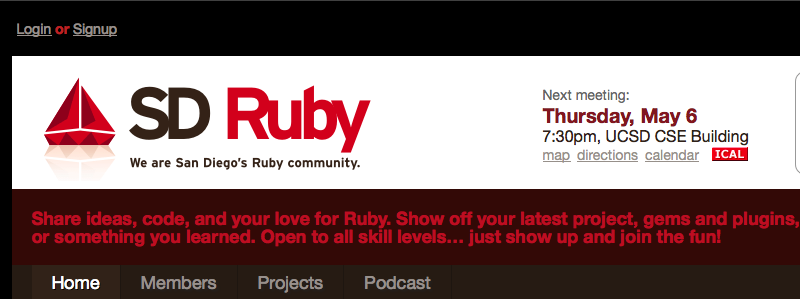 Login or Signup
SD Ruby
We are San Diego's Ruby community.
Next meeting:
Thursday, May 6
7:30pm, UCSD CSE Building
map directions calendar ICAL
Share ideas, code, and your love for Ruby. Show off your latest project, gems and plugins,
or something you learned. Open to all skill levels... just show up and join the fun!
Home Members Projects Podcast